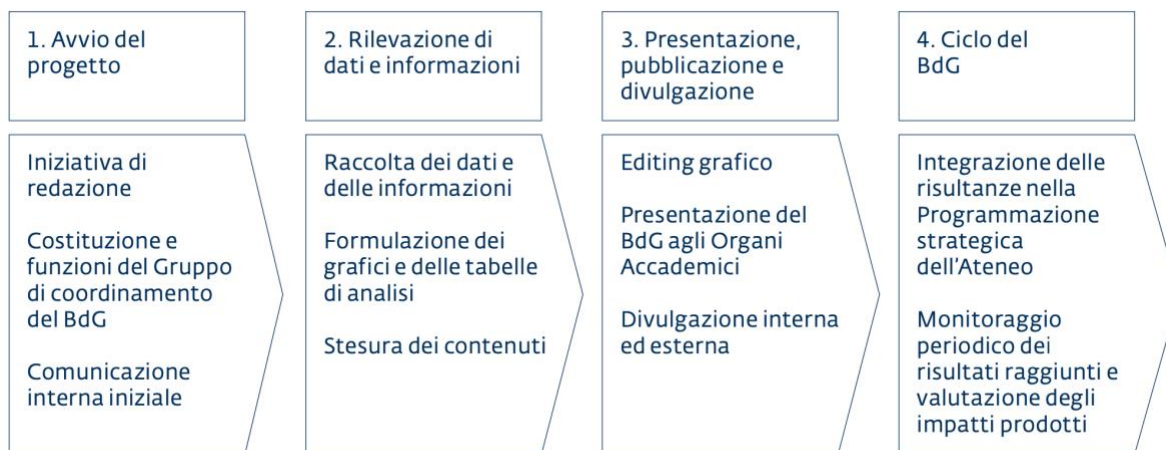 1. Avvio del
progetto
2. Rilevazione di
dati e informazioni
3. Presentazione,
pubblicazione e
divulgazione
4. Ciclo del
BdG
Iniziativa di
redazione
Costituzione e
funzioni del Gruppo
di coordinamento
del BdG
Comunicazione
interna iniziale
Raccolta dei dati e
delle informazioni
Formulazione dei
grafici e delle tabelle
di analisi
Stesura dei contenuti
Editing grafico
Presentazione del
BdG agli Organi
Accademici
Divulgazione interna
ed esterna
Integrazione delle
risultanze nella
Programmazione
strategica
dell'Ateneo
Monitoraggio
periodico dei
risultati raggiunti e
valutazione degli
impatti prodotti